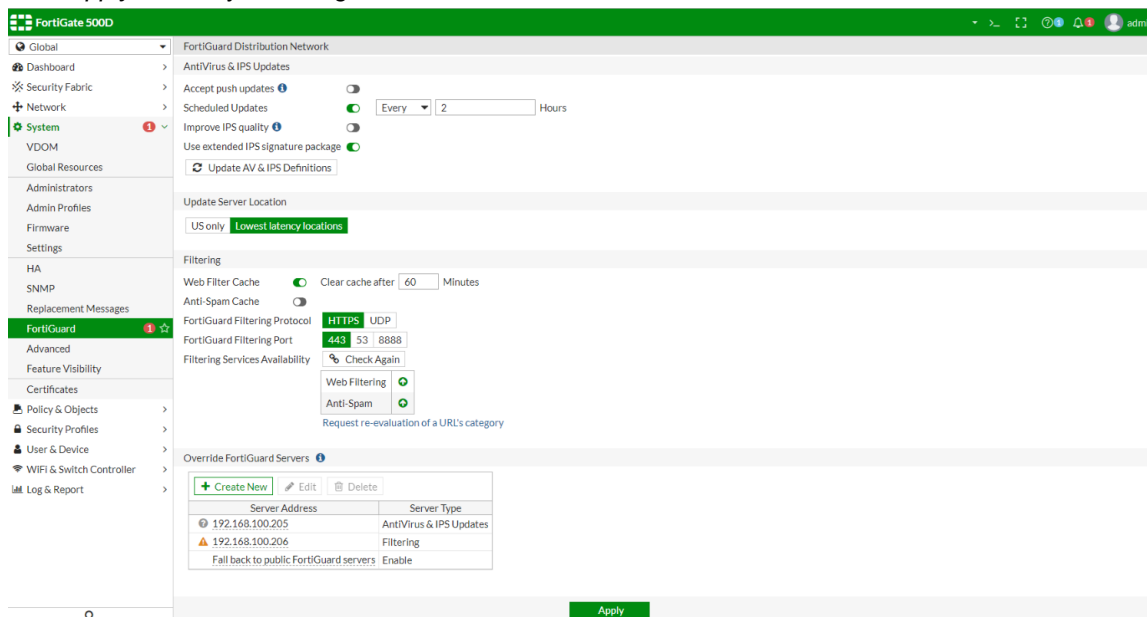 FortiGate 500D
>_ 1 1 adm
Global
FortiGuard Distribution Network
Dashboard
AntiVirus & IPS Updates
Security Fabric
Accept push updates
Network
Scheduled Updates Every 2 Hours
System 1
Improve IPS quality
VDOM
Use extended IPS signature package
Global Resources
Update AV & IPS Definitions
Administrators
Admin Profiles
Update Server Location
Firmware
US only Lowest latency locations
Settings
HA
Filtering
SNMP
Web Filter Cache Clear cache after 60 Minutes
Replacement Messages
Anti-Spam Cache
FortiGuard 1
FortiGuard Filtering Protocol HTTPS UDP
Advanced
FortiGuard Filtering Port 443 53 8888
Feature Visibility
Filtering Services Availability Check Again
Certificates
Web Filtering
Policy & Objects
Anti-Spam
Security Profiles
Request re-evaluation of a URL's category
User & Device
Override FortiGuard Servers
WiFi & Switch Controller
Log & Report
Create New Edit Delete
Server Address Server Type
192.168.100.205 AntiVirus & IPS Updates
192.168.100.206 Filtering
Fall back to public FortiGuard servers Enable
Apply